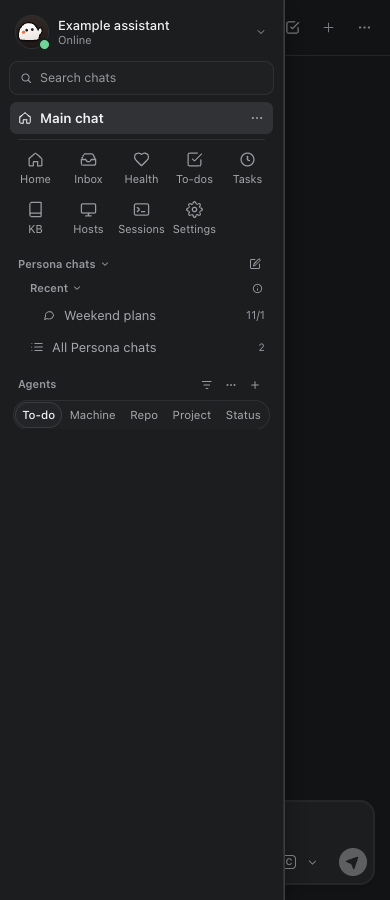 Example assistant
Online
Search chats
Main chat
Home Inbox Health To-dos Tasks
KB Hosts Sessions Settings
Persona chats
Recent
Weekend plans 11/1
All Persona chats 2
Agents
To-do Machine Repo Project Status
C